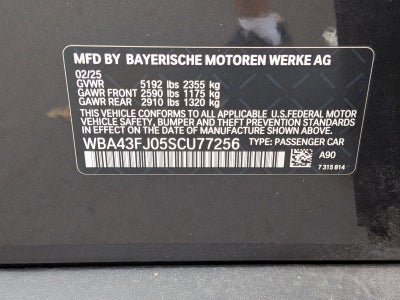 MFD BY BAYERISCHE MOTOREN WERKE AG
02/25
GVWR 5192 lbs 2355 kg
GAWR FRONT 2590 lbs 1175 kg
GAWR REAR 2910 lbs 1320 kg
THIS VEHICLE CONFORMS TO ALL APPLICABLE U.S.FEDERAL MOTOR
VEHICLE SAFETY, BUMPER AND THEFT PREVENTION STANDARDS
IN EFFECT ON THE DATE OF MANUFACTURE SHOWN ABOVE.
WBA43FJ05SCU77256 TYPE: PASSENGER CAR
A90
7 315 814